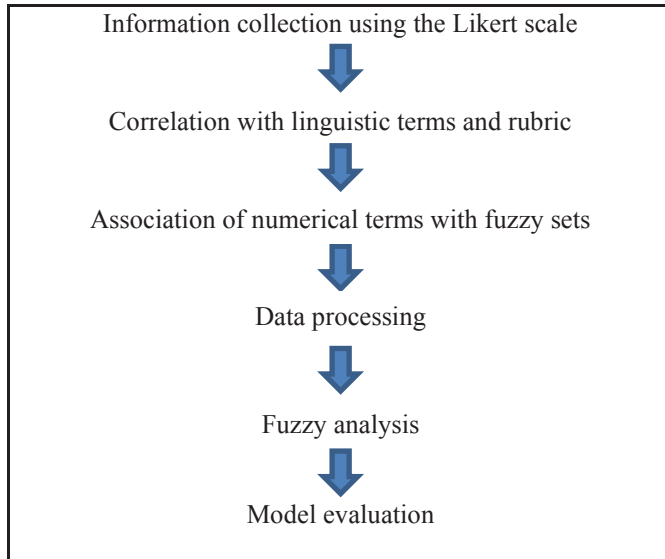 Information collection using the Likert scale
Correlation with linguistic terms and rubric
Association of numerical terms with fuzzy sets
Data processing
Fuzzy analysis
Model evaluation